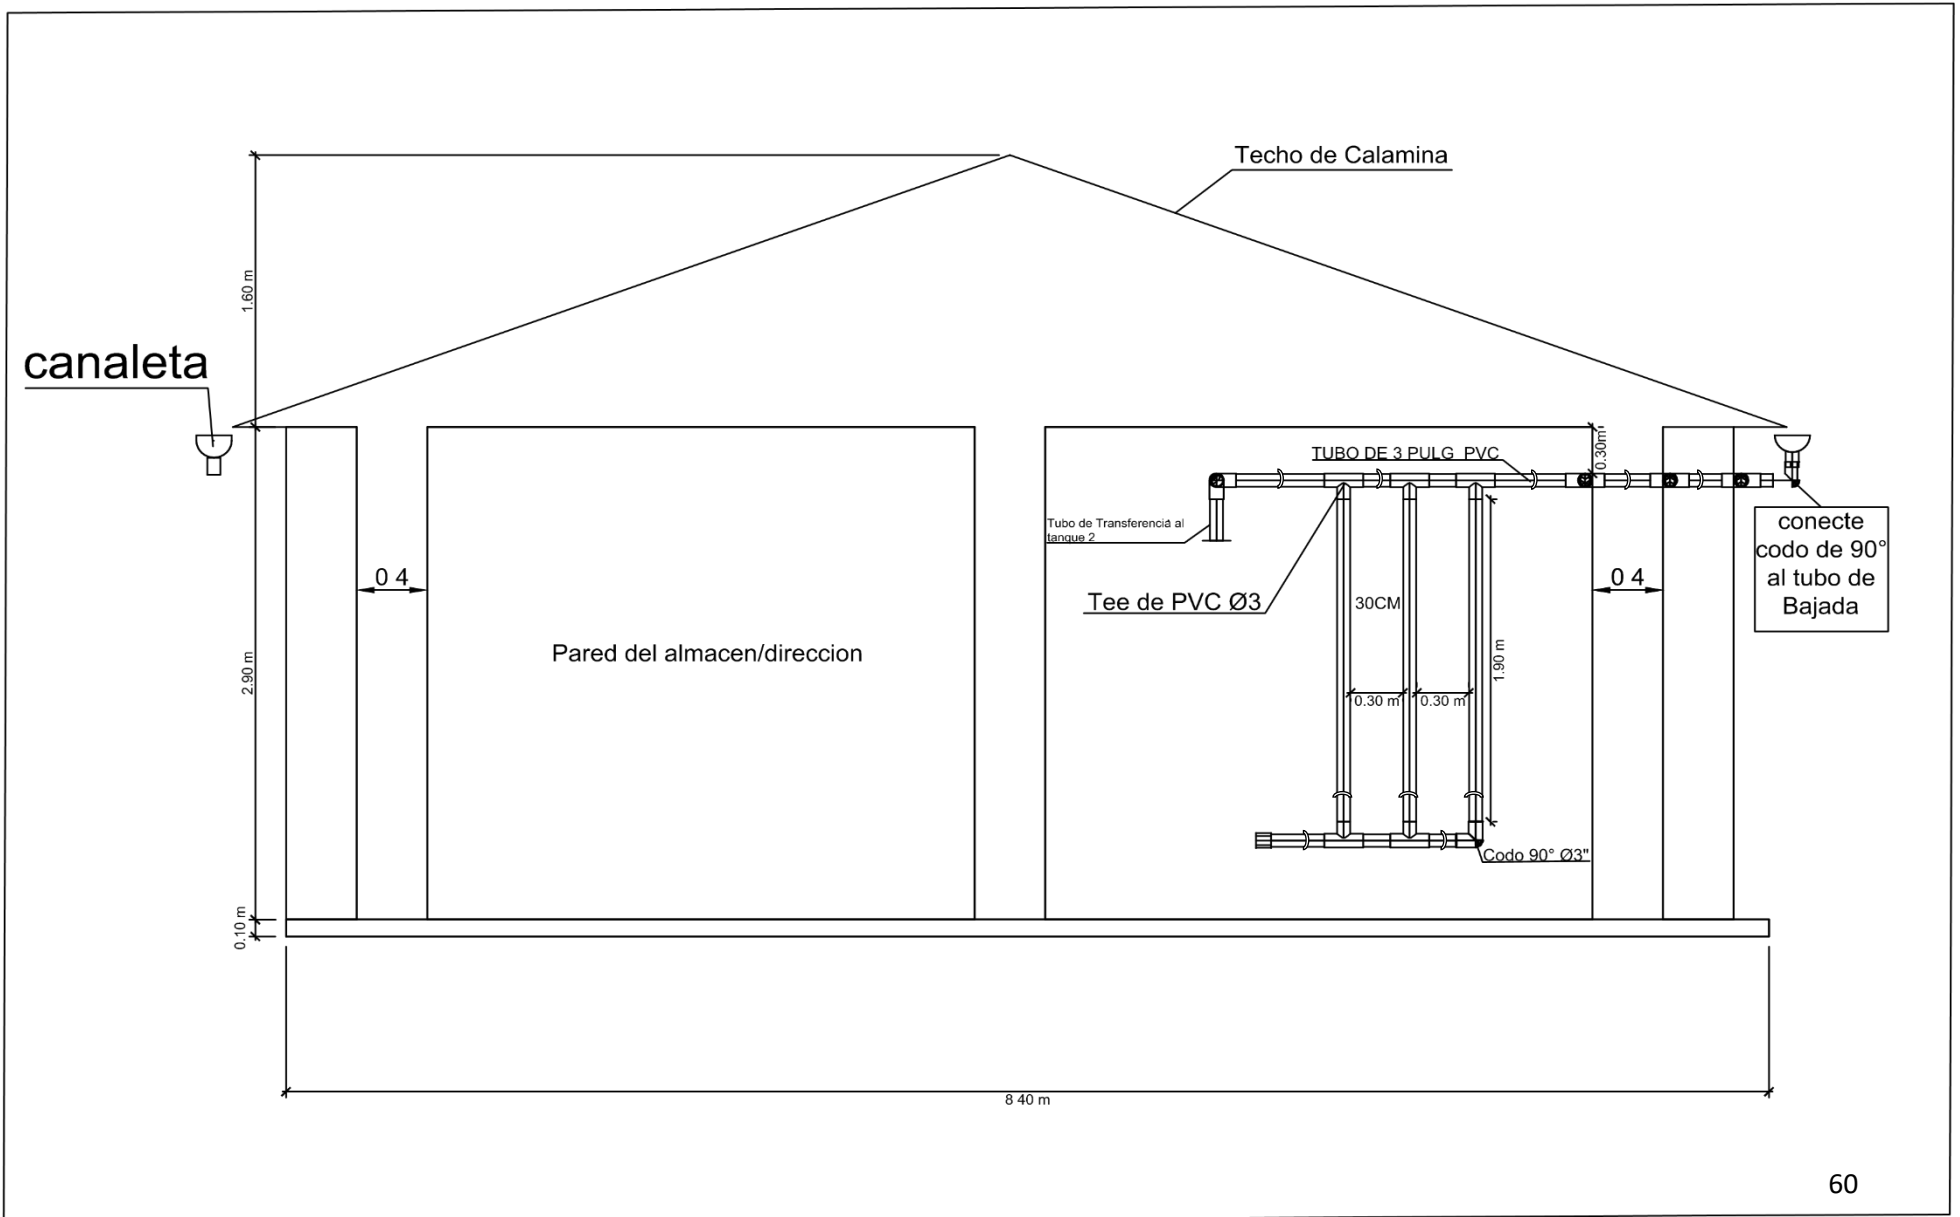 Techo de Calamina
1.60 m
canaleta
TUBO DE 3 PULG PVC
0.30m
Tubo de Transferenciá al
tanque 2
conecte
codo de 90°
al tubo de
Bajada
0 4
Tee de PVC Ø3
30CM
0 4
Pared del almacen/direccion
2.90 m
1.90 m
0.30 m
0.30 m
Codo 90° Ø3"
0.10 m
8 40 m
60